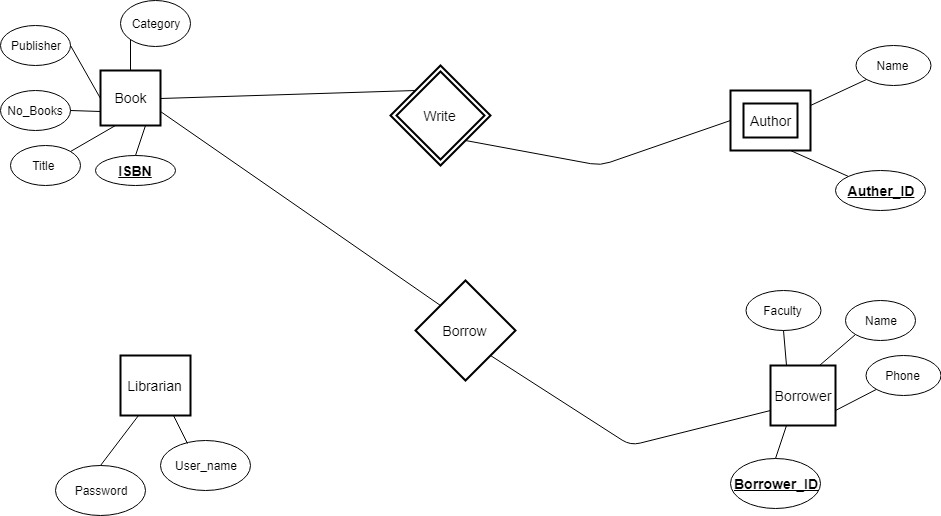 Category
Publisher
Name
Book
No_Books
Write
Author
Title
ISBN
Auther_ID
Faculty
Name
Borrow
Phone
Librarian
Borrower
User_name
Password
Borrower_ID